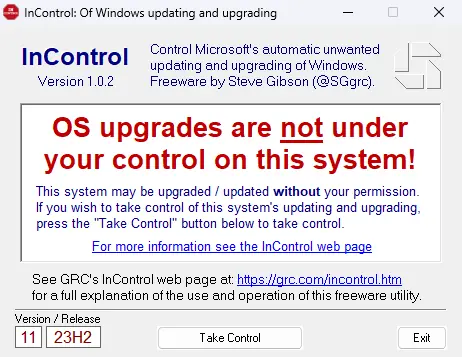 InControl: Of Windows updating and upgrading
InControl
Version 1.0.2
Control Microsoft's automatic unwanted
updating and upgrading of Windows.
Freeware by Steve Gibson (@SGgrc).
OS upgrades are not under
your control on this system!
This system may be upgraded / updated without your permission.
If you wish to take control of this system's updating and upgrading,
press the "Take Control" button below to take control.
For more information see the InControl web page
See GRC's InControl web page at: https://grc.com/incontrol.htm
for a full explanation of the use and operation of this freeware utility.
Version / Release
11 23H2
Take Control
Exit